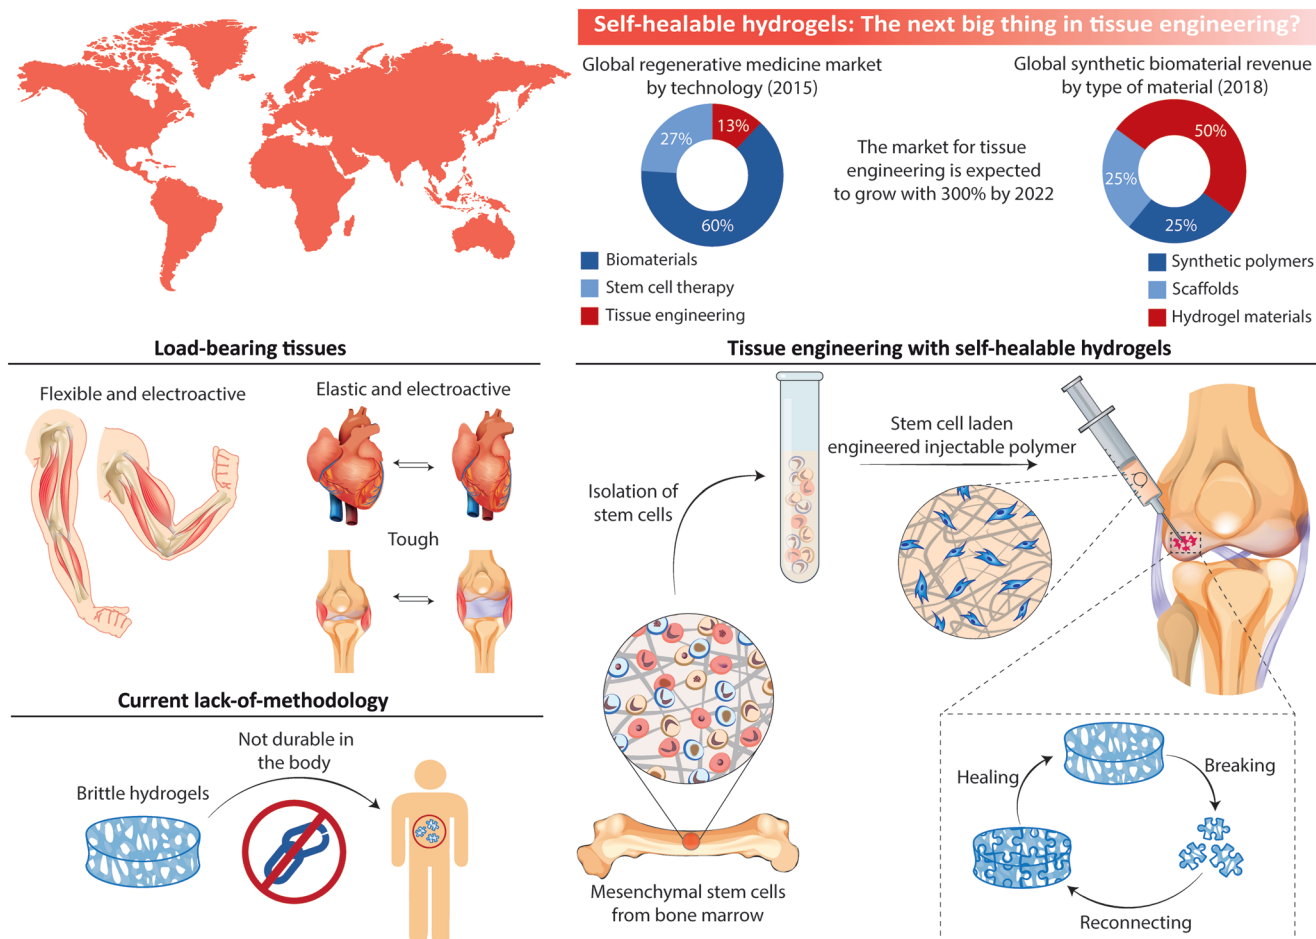 Self-healable hydrogels: The next big thing in tissue engineering?
Global regenerative medicine market
by technology (2015)
13%
27%
60%
Biomaterials
Stem cell therapy
Tissue engineering
The market for tissue
engineering is expected
to grow with 300% by 2022
Global synthetic biomaterial revenue
by type of material (2018)
50%
25%
25%
Synthetic polymers
Scaffolds
Hydrogel materials
Load-bearing tissues
Flexible and electroactive
Elastic and electroactive
Tough
Current lack-of-methodology
Brittle hydrogels
Not durable in
the body
Tissue engineering with self-healable hydrogels
Isolation of
stem cells
Stem cell laden
engineered injectable polymer
Mesenchymal stem cells
from bone marrow
Healing
Breaking
Reconnecting